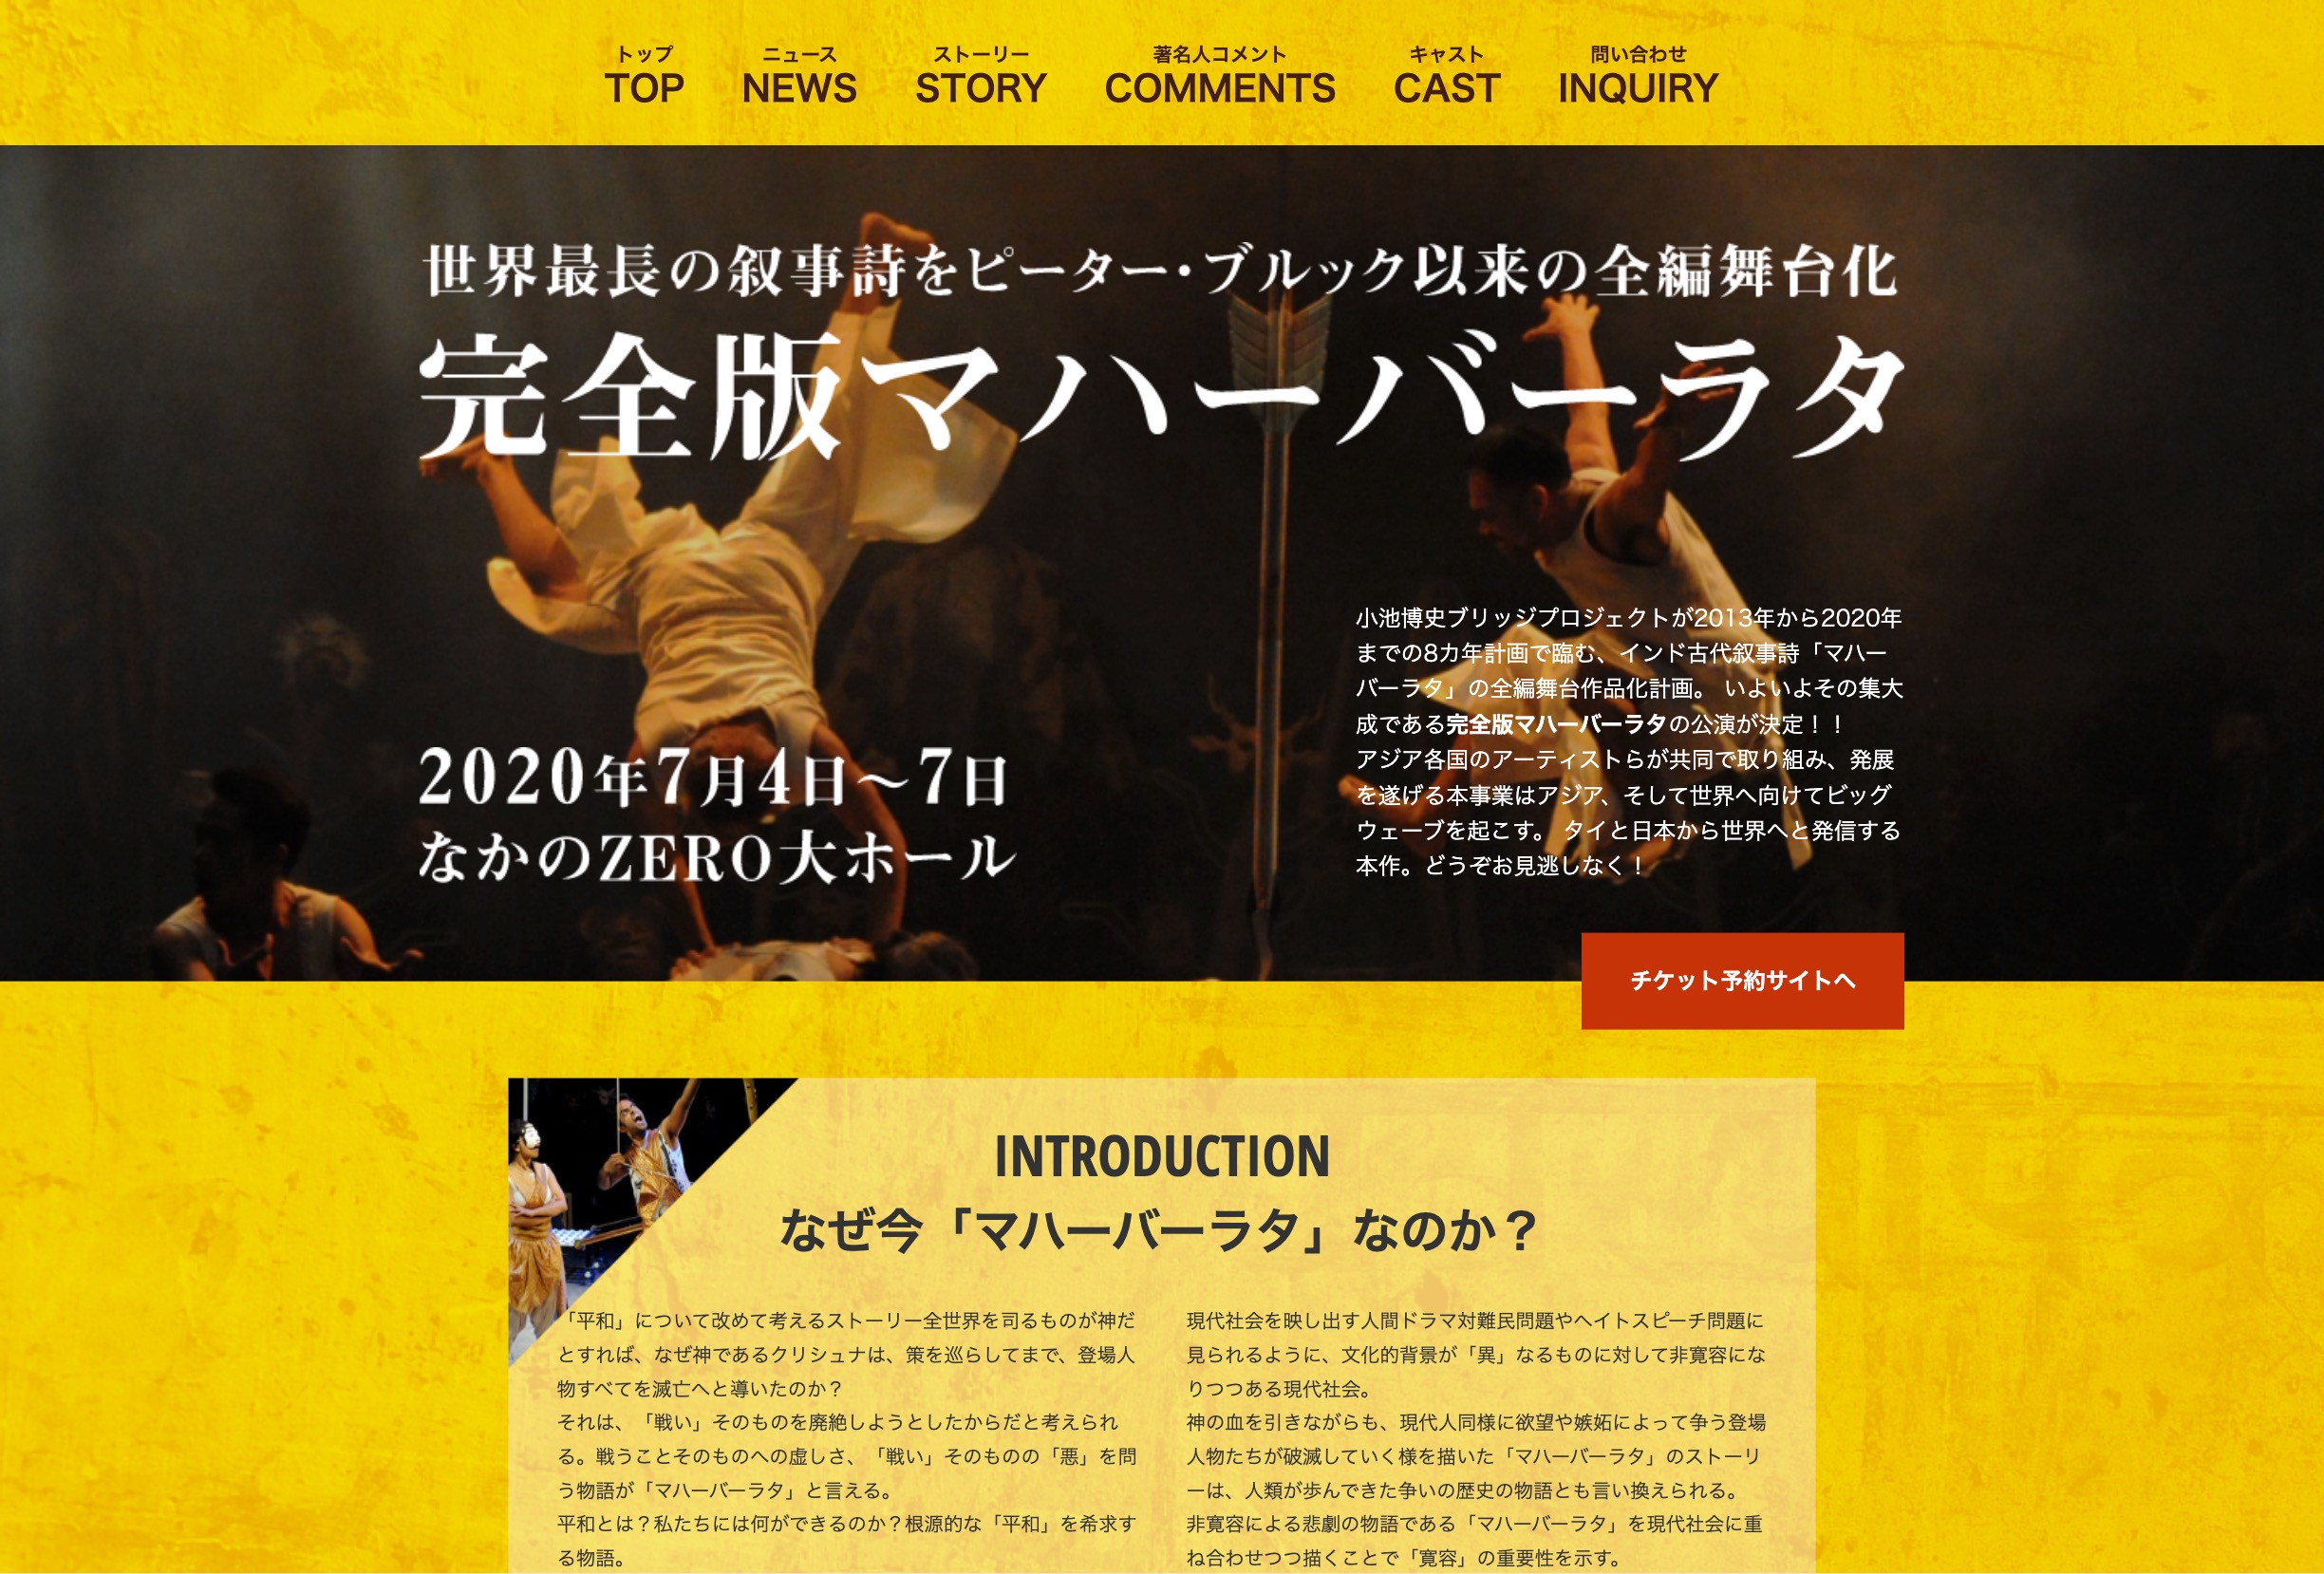 トップ
TOP
ニュース
NEWS
ストーリー
STORY
著名人コメント
COMMENTS
キャスト
CAST
問い合わせ
INQUIRY
世界最長の叙事詩をピーター・ブルック以来の全編舞台化
完全版マハーバーラタ
2020年7月4日〜7日
なかのZERO大ホール
小池博史ブリッジプロジェクトが2013年から2020年
までの8カ年計画で臨む、インド古代叙事詩「マハー
バーラタ」の全編舞台作品化計画。 いよいよその集大
成である完全版マハーバーラタの公演が決定！！
アジア各国のアーティストらが共同で取り組み、発展
を遂げる本事業はアジア、そして世界へ向けてビッグ
ウェーブを起こす。 タイと日本から世界へと発信する
本作。どうぞお見逃しなく！
チケット予約サイトへ
INTRODUCTION
なぜ今「マハーバーラタ」なのか？
「平和」について改めて考えるストーリー全世界を司るものが神だ
とすれば、なぜ神であるクリシュナは、策を巡らしてまで、登場人
物すべてを滅亡へと導いたのか？
それは、「戦い」そのものを廃絶しようとしたからだと考えられ
る。戦うことそのものへの虚しさ、「戦い」そのものの「悪」を問
う物語が「マハーバーラタ」と言える。
平和とは？私たちには何ができるのか？根源的な「平和」を希求す
る物語。
現代社会を映し出す人間ドラマ対難民問題やヘイトスピーチ問題に
見られるように、文化的背景が「異」なるものに対して非寛容にな
りつつある現代社会。
神の血を引きながらも、現代人同様に欲望や嫉妬によって争う登場
人物たちが破滅していく様を描いた「マハーバーラタ」のストーリ
ーは、人類が歩んできた争いの歴史の物語とも言い換えられる。
非寛容による悲劇の物語である「マハーバーラタ」を現代社会に重
ね合わせつつ描くことで「寛容」の重要性を示す。